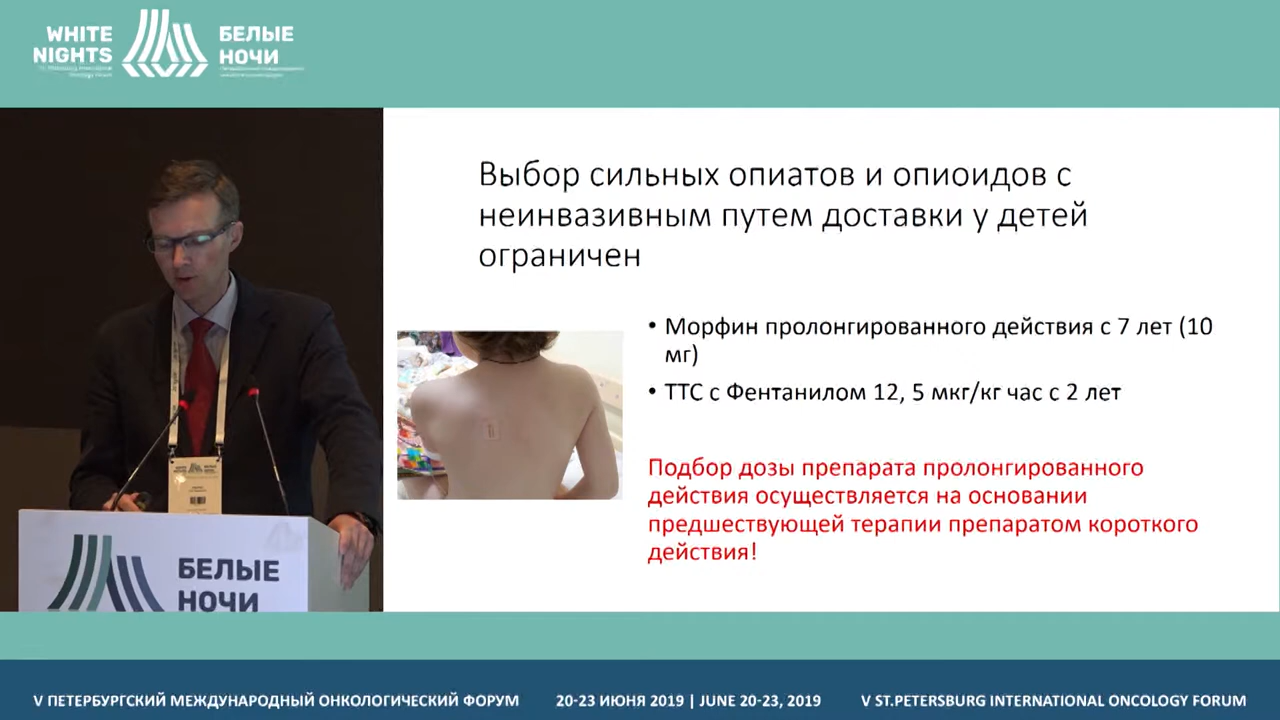 WHITE
NIGHTS
БЕЛЫЕ
НОЧИ
Выбор сильных опиатов и опиоидов с
неинвазивным путем доставки у детей
ограничен
• Морфин пролонгированного действия с 7 лет (10
мг)
• ТТС с Фентанилом 12, 5 мкг/кг час с 2 лет
Подбор дозы препарата пролонгированного
действия осуществляется на основании
предшествующей терапии препаратом короткого
действия!
БЕЛЫЕ
НОЧИ
V ПЕТЕРБУРГСКИЙ МЕЖДУНАРОДНЫЙ ОНКОЛОГИЧЕСКИЙ ФОРУМ
20-23 ИЮНЯ 2019 | JUNE 20-23, 2019
V ST.PETERSBURG INTERNATIONAL ONCOLOGY FORUM